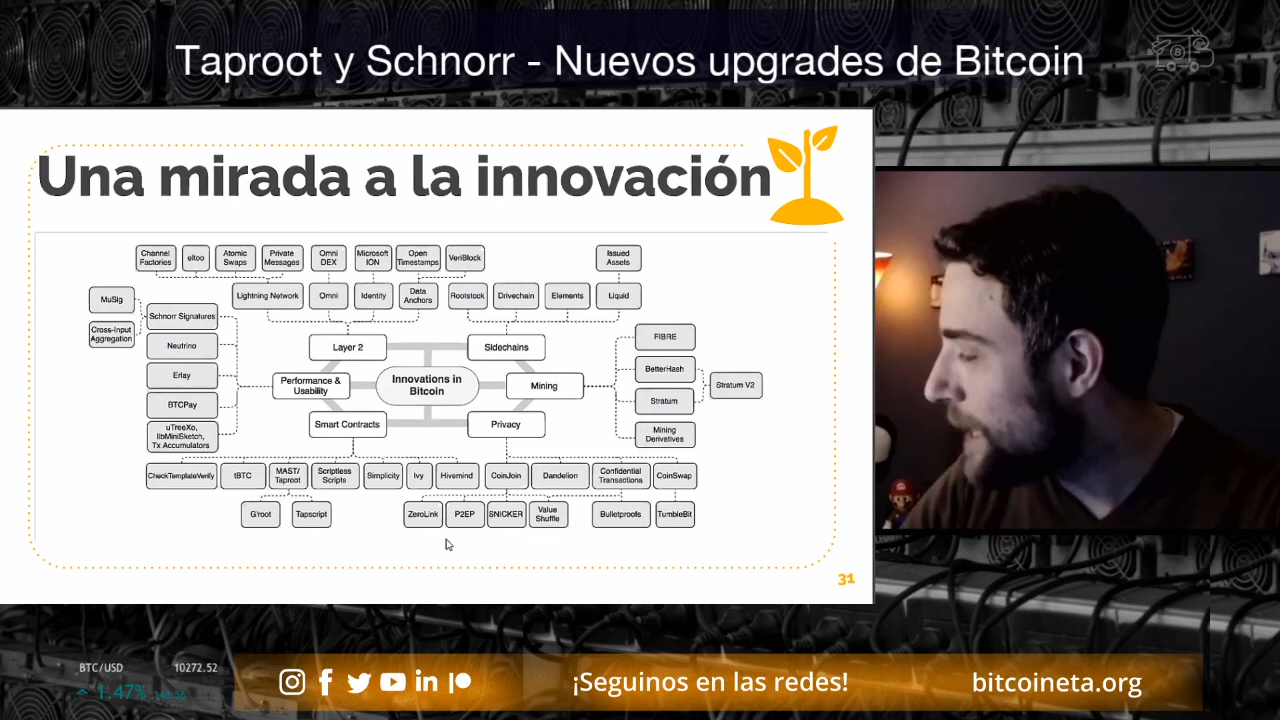 Taproot y Schnorr - Nuevos upgrades de Bitcoin
Una mirada a la innovación
Channel
Factories
eltoo
Atomic
Swaps
Private
Messages
Omni
DEX
Microsoft
ION
Open
Timestamps
VeriBlock
Issued
Assets
MuSig
Lightning Network
Omni
Identity
Data
Anchors
Rootstock
Drivechain
Elements
Liquid
Schnorr Signatures
Cross-Input
Aggregation
Neutrino
Erlay
BTCPay
uTreeXo,
libMiniSketch,
Tx Accumulators
Layer 2
Sidechains
Performance &
Usability
Innovations in
Bitcoin
Mining
Smart Contracts
Privacy
FIBRE
BetterHash
Stratum
Stratum V2
Mining
Derivatives
CheckTemplateVerify
tBTC
MAST/
Taproot
Scriptless
Scripts
Simplicity
Ivy
Hivemind
CoinJoin
Dandelion
Confidential
Transactions
CoinSwap
G'root
Tapscript
ZeroLink
P2EP
SNICKER
Value
Shuffle
Bulletproofs
TumbleBit
31
BTC/USD 10272.52
1.47%
¡Seguinos en las redes!
bitcoineta.org